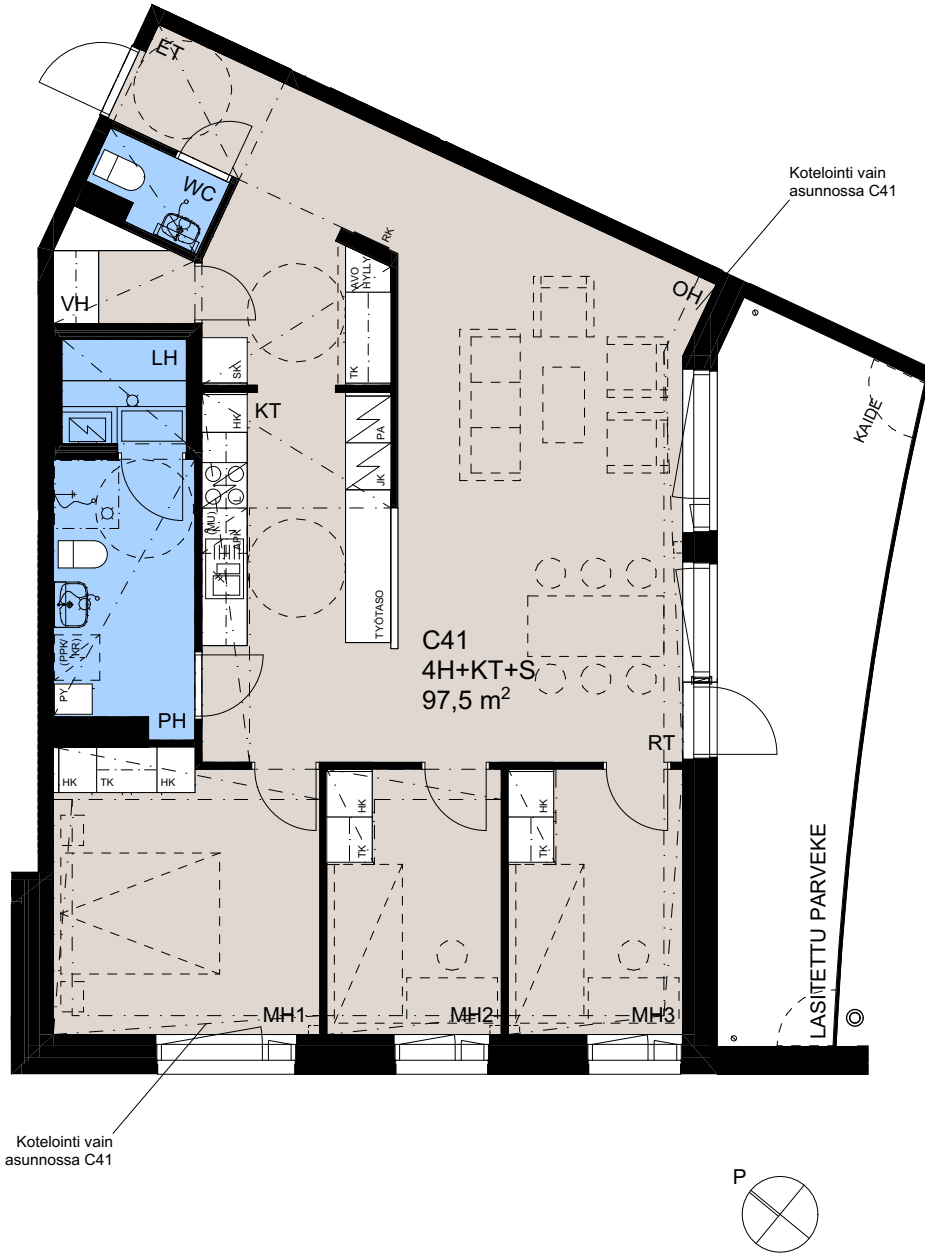 ET
WC
Kotelointi vain
asunnossa C41
RK
VH
AVO
HYLLY
OH
LH
SK
TK
KT
HK
PA
KAIDE
JK
(MU)
APK
TYÖTASO
C41
4H+KT+S
97,5 m²
(PPK/
KR)
PY
PH
RT
HK
TK
HK
HK
TK
HK
TK
LASITETTU PARVEKE
MH1
MH2
MH3
Kotelointi vain
asunnossa C41
P